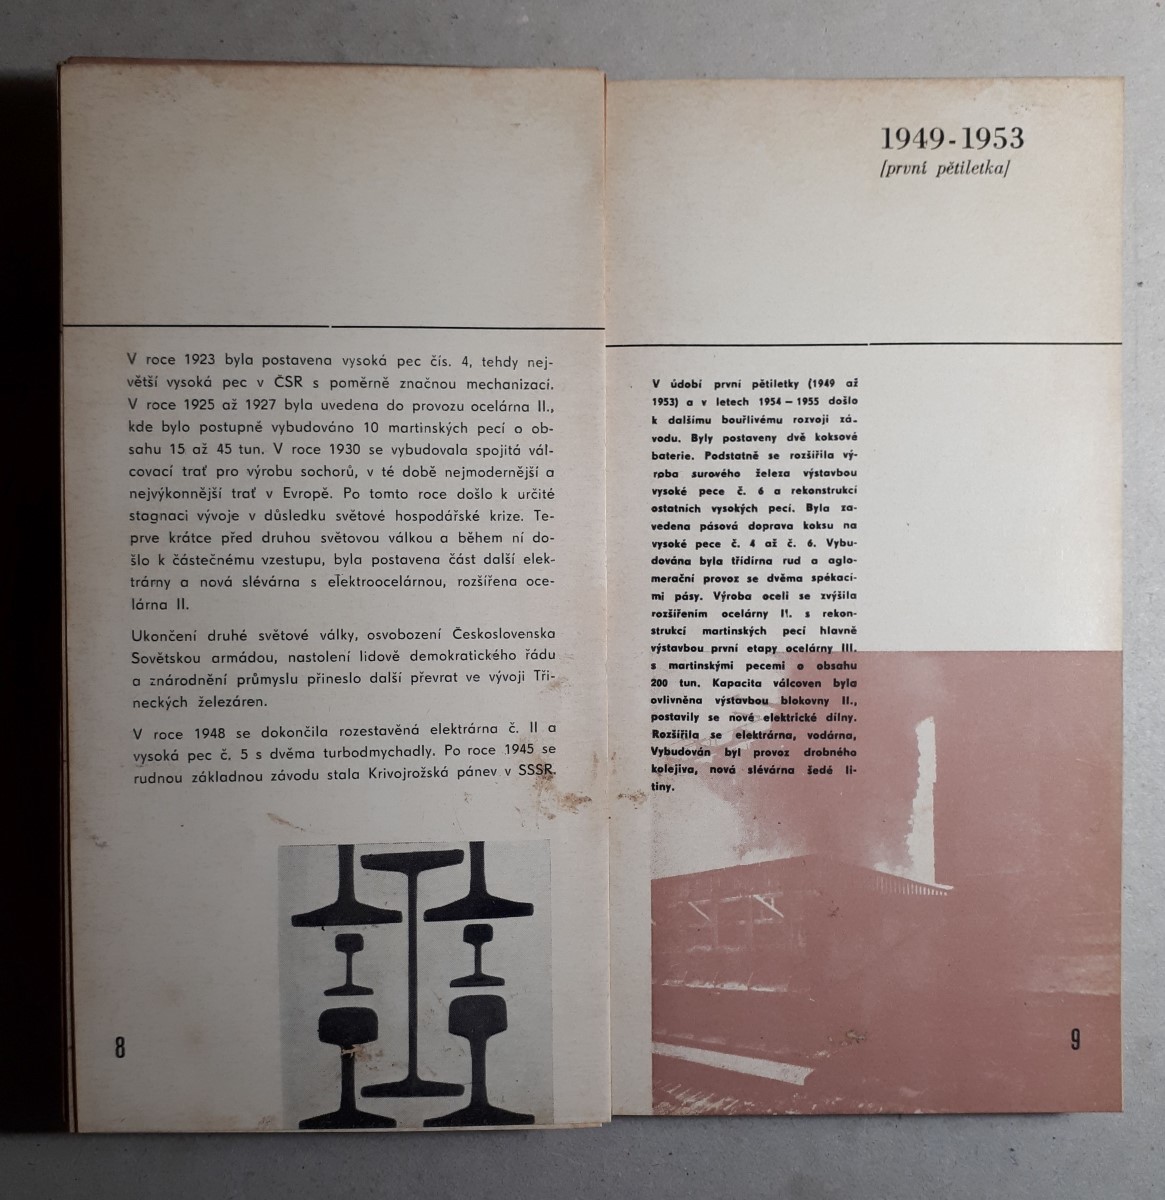 V roce 1923 byla postavena vysoká pec čís. 4, tehdy nej-
větší vysoká pec v ČSR s poměrně značnou mechanizací.
V roce 1925 až 1927 byla uvedena do provozu ocelárna II.,
kde bylo postupně vybudováno 10 martinských pecí o ob-
sahu 15 až 45 tun. V roce 1930 se vybudovala spojitá vál-
covací trať pro výrobu sochorů, v té době nejmodernější a
nejvýkonnější trať v Evropě. Po tomto roce došlo k určité
stagnaci vývoje v důsledku světové hospodářské krize. Te-
prve krátce před druhou světovou válkou a během ní do-
šlo k částečnému vzestupu, byla postavena část další elek-
trárny a nová slévárna s elektroocelárnou, rozšířena oce-
lárna II.
Ukončení druhé světové války, osvobození Československa
Sovětskou armádou, nastolení lidově demokratického řádu
a znárodnění průmyslu přineslo další převrat ve vývoji Tři-
neckých železáren.
V roce 1948 se dokončila rozestavěná elektrárna č. II a
vysoká pec č. 5 s dvěma turbodmychadly. Po roce 1945 se
rudnou základnou závodu stala Krivojrožská pánev v SSSR.
8
1949-1953
/první pětiletka/
V údobí první pětiletky (1949 až
1953) a v letech 1954 – 1955 došlo
k dalšímu bouřlivému rozvoji zá-
vodu. Byly postaveny dvě koksové
baterie. Podstatně se rozšířila vý-
roba surového železa výstavbou
vysoké pece č. 6 a rekonstrukcí
ostatních vysokých pecí. Byla za-
vedena pásová doprava koksu na
vysoké pece č. 4 až č. 6. Vybu-
dována byla třídírna rud a aglo-
merační provoz se dvěma spékací-
mi pásy. Výroba oceli se zvýšila
rozšířením ocelárny II. s rekon-
strukcí martinských pecí hlavně
výstavbou první etapy ocelárny III.
s martinskými pecemi o obsahu
200 tun. Kapacita válcoven byla
ovlivněna výstavbou blokovny II.,
postavily se nové elektrické dílny.
Rozšířila se elektrárna, vodárna,
Vybudován byl provoz drobného
kolejiva, nová slévárna šedé li-
tiny.
9